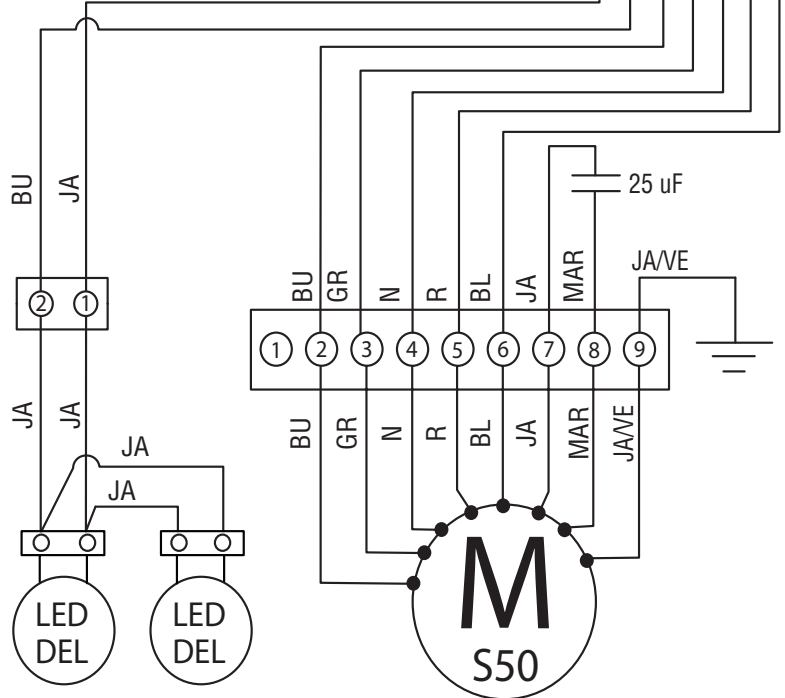 BU
JA
25 uF
BU
GR
N
R
BL
JA
MAR
JA/VE
2
1
1
2
3
4
5
6
7
8
9
JA
JA
BU
GR
N
R
BL
JA
MAR
JA/VE
JA
JA
LED
DEL
LED
DEL
M
S50